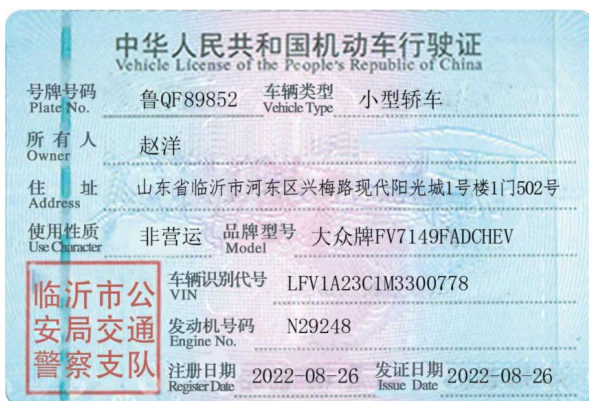 中华人民共和国机动车行驶证
Vehicle License of the People's Republic of China
号牌号码 鲁QF89852 车辆类型 小型轿车
Plate No. Vehicle Type
所有人 赵洋
Owner
住址 山东省临沂市河东区兴梅路现代阳光城1号楼1门502号
Address
使用性质 非营运 品牌型号 大众牌FV7149FADCHEV
Use Character Model
临沂市公
安局交通
警察支队
车辆识别代号 LFV1A23C1M3300778
VIN
发动机号码 N29248
Engine No.
注册日期 2022-08-26 发证日期 2022-08-26
Register Date Issue Date